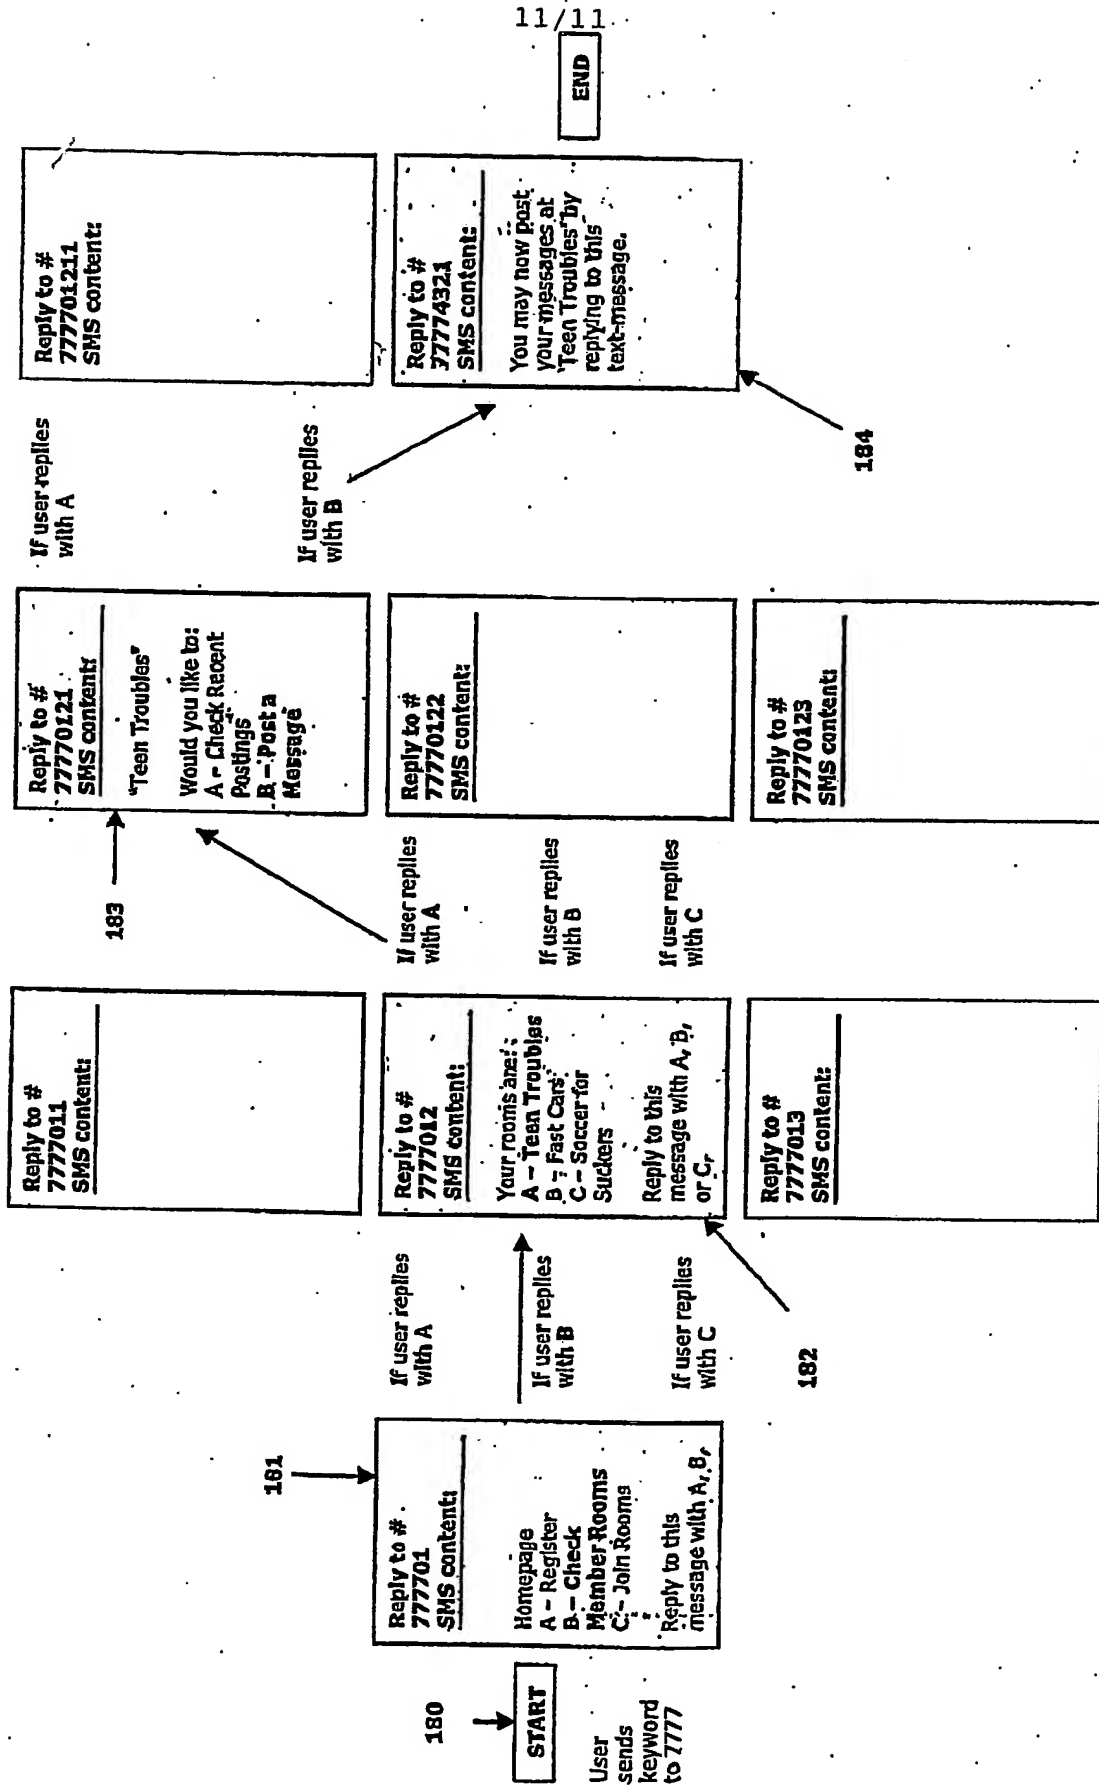 11/11
180
START
User
sends
keyword
to 7777
181
Reply to #
777701
SMS content:
Homepage
A – Register
B – Check
Member Rooms
C – Join Rooms
Reply to this
message with A, B,
If user replies
with A
If user replies
with B
If user replies
with C
182
Reply to #
7777011
SMS content:
Reply to #
7777012
SMS content:
Your rooms are:
A – Teen Troubles
B – Fast Cars
C – Soccer for
Suckers
Reply to this
message with A, B,
or C,
Reply to #
7777013
SMS content:
183
If user replies
with A
If user replies
with B
If user replies
with C
Reply to #
77770121
SMS content:
"Teen Troubles"
Would you like to:
A – Check Recent
Postings
B – Post a
Message
Reply to #
77770122
SMS content:
Reply to #
77770123
SMS content:
If user replies
with A
If user replies
with B
184
Reply to #
777701211
SMS content:
Reply to #
77774321
SMS content:
You may now post
your messages at
'Teen Troubles" by
replying to this
text-message.
END